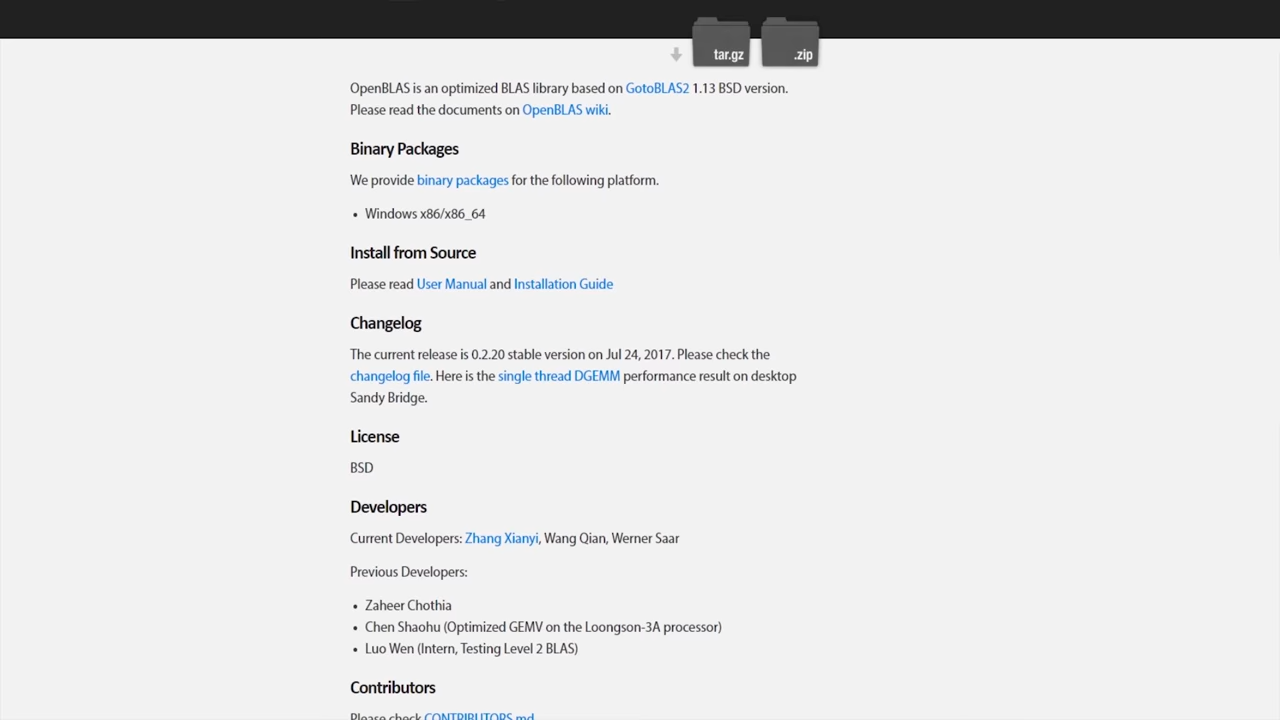 tar.gz
.zip
OpenBLAS is an optimized BLAS library based on GotoBLAS2 1.13 BSD version.
Please read the documents on OpenBLAS wiki.
Binary Packages
We provide binary packages for the following platform.
• Windows x86/x86_64
Install from Source
Please read User Manual and Installation Guide
Changelog
The current release is 0.2.20 stable version on Jul 24, 2017. Please check the
changelog file. Here is the single thread DGEMM performance result on desktop
Sandy Bridge.
License
BSD
Developers
Current Developers: Zhang Xianyi, Wang Qian, Werner Saar
Previous Developers:
• Zaheer Chothia
• Chen Shaohu (Optimized GEMV on the Loongson-3A processor)
• Luo Wen (Intern, Testing Level 2 BLAS)
Contributors
Please check CONTRIBUTORS.md